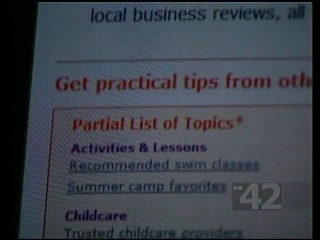 local business reviews, all
Get practical tips from oth
Partial List of Topics*
Activities & Lessons
Recommended swim classes
Summer camp favorites
Childcare
Trusted childcare providers
FOX 42